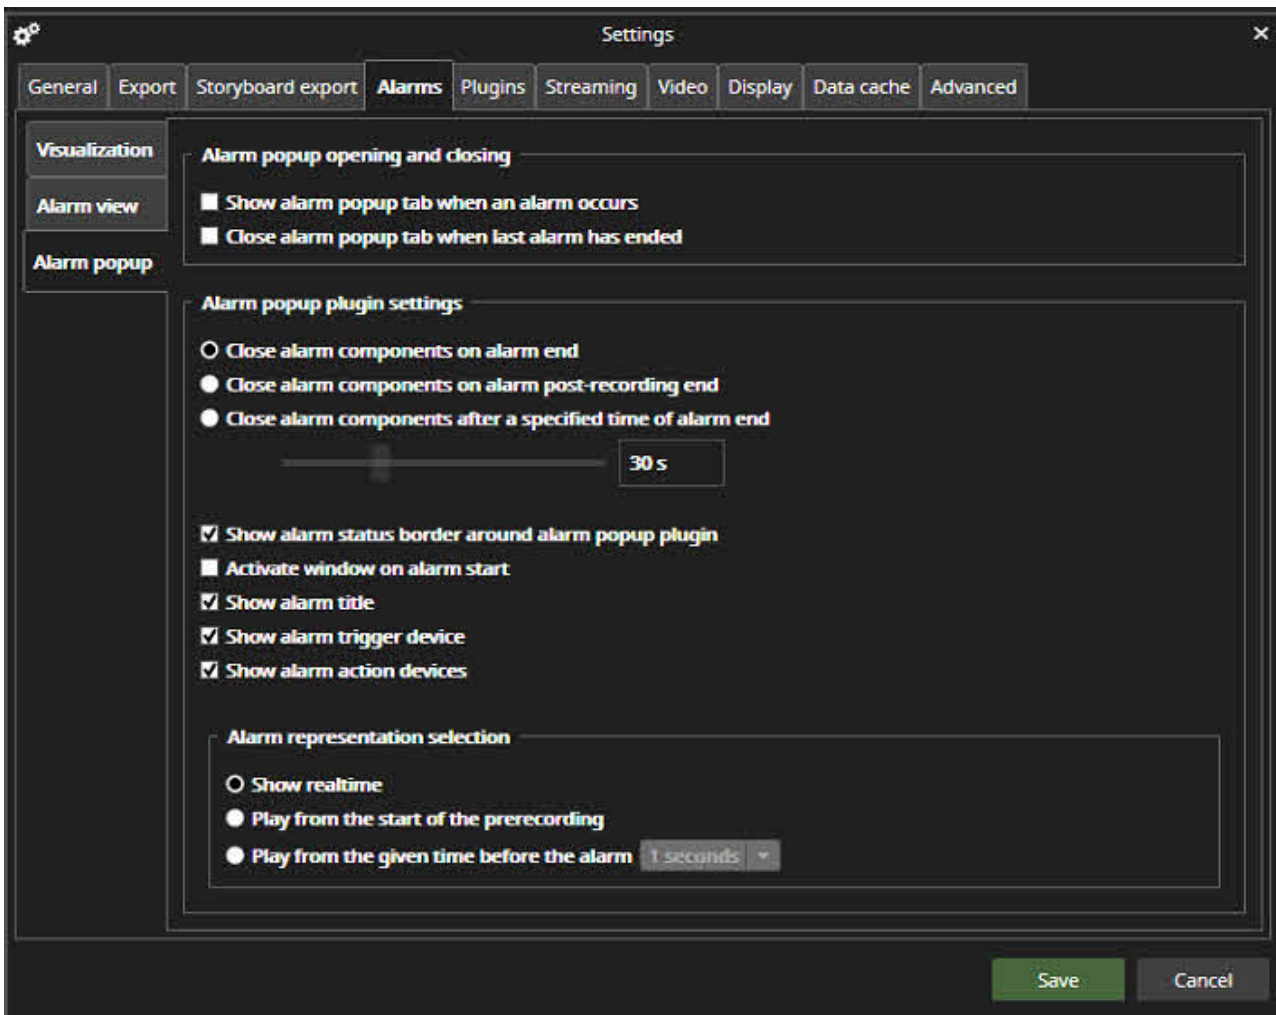 Settings
General Export Storyboard export Alarms Plugins Streaming Video Display Data cache Advanced
Visualization
Alarm view
Alarm popup
Alarm popup opening and closing
Show alarm popup tab when an alarm occurs
Close alarm popup tab when last alarm has ended
Alarm popup plugin settings
Close alarm components on alarm end
Close alarm components on alarm post-recording end
Close alarm components after a specified time of alarm end
30 s
Show alarm status border around alarm popup plugin
Activate window on alarm start
Show alarm title
Show alarm trigger device
Show alarm action devices
Alarm representation selection
Show realtime
Play from the start of the prerecording
Play from the given time before the alarm 1 seconds
Save Cancel